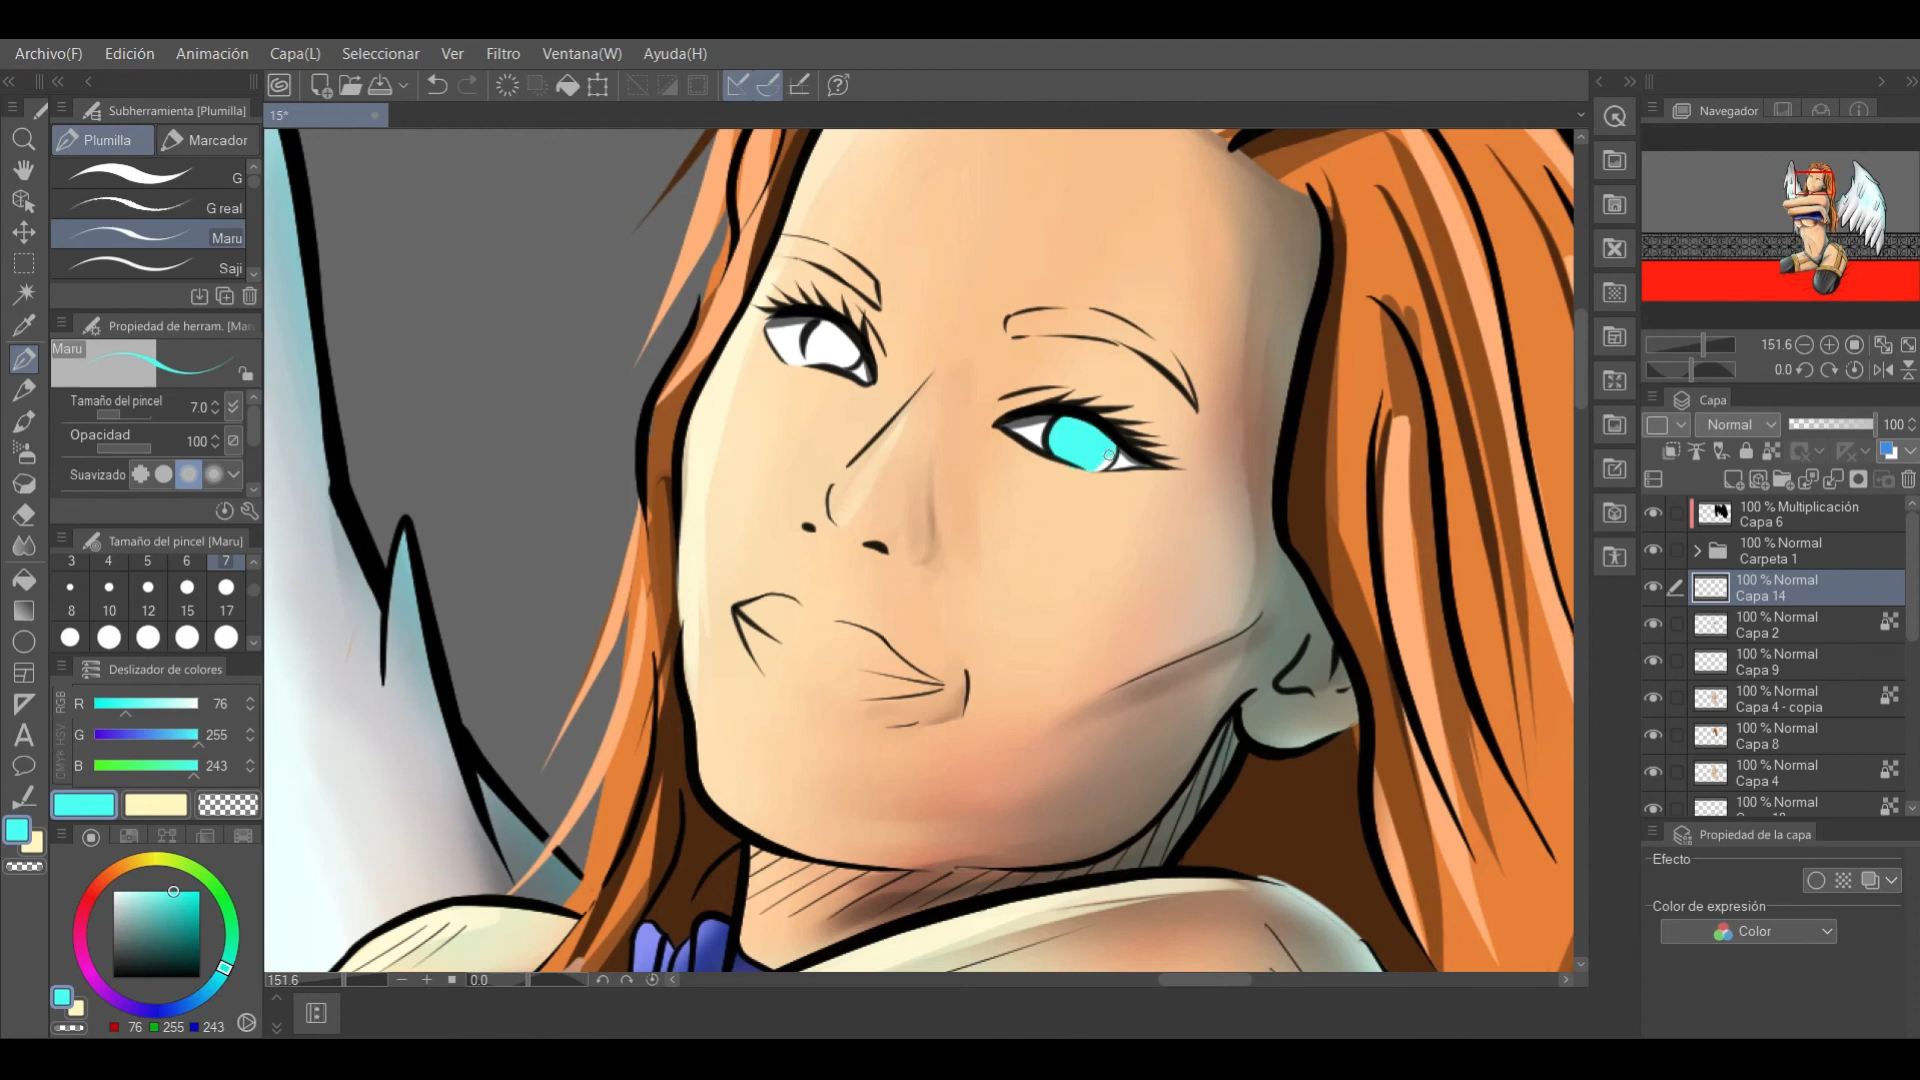 Archivo(F) Edición Animación Capa(L) Seleccionar Ver Filtro Ventana(W) Ayuda(H)
Subherramienta [Plumilla]
Plumilla Marcador
G
G real
Maru
Saji
Propiedad de herram. [Mar
Maru
Tamaño del pincel 7.0
Opacidad 100
Suavizado
Tamaño del pincel [Maru]
3 4 5 6 7
8 10 12 15 17
Deslizador de colores
RGB
HSV
CMYK
R 76
G 255
B 243
76 255 243
15*
151.6 0.0
Navegador
151.6
0.0
Capa
Normal 100
100 % Multiplicación
Capa 6
100 % Normal
Carpeta 1
100 % Normal
Capa 14
100 % Normal
Capa 2
100 % Normal
Capa 9
100 % Normal
Capa 4 - copia
100 % Normal
Capa 8
100 % Normal
Capa 4
100 % Normal
Propiedad de la capa
Efecto
Color de expresión
Color